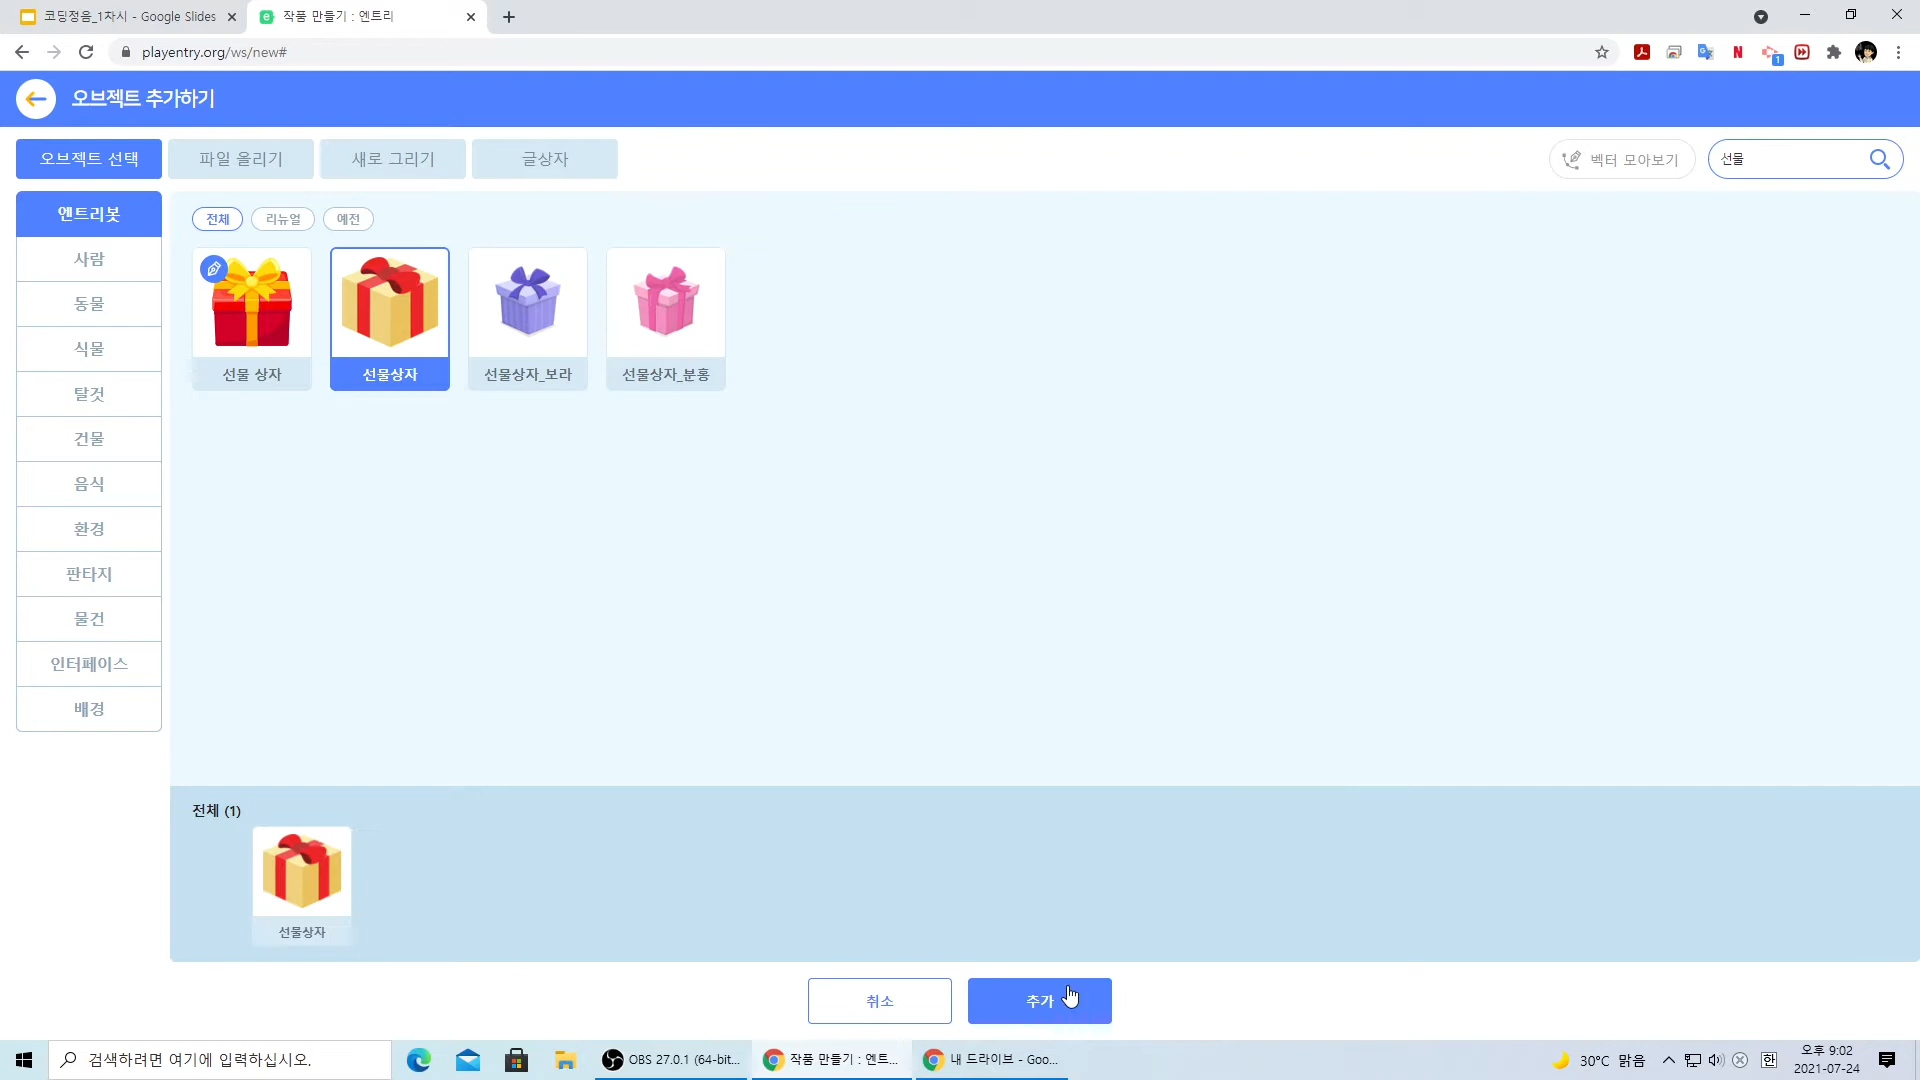 코딩정음_1차시 - Google Slides
작품 만들기 : 엔트리
playentry.org/ws/new#
1
오브젝트 추가하기
오브젝트 선택
파일 올리기
새로 그리기
글상자
벡터 모아보기
선물
엔트리봇
사람
동물
식물
탈것
건물
음식
환경
판타지
물건
인터페이스
배경
전체
리뉴얼
예전
선물 상자
선물상자
선물상자_보라
선물상자_분홍
전체 (1)
선물상자
취소
추가
검색하려면 여기에 입력하십시오.
OBS 27.0.1 (64-bit...
작품 만들기 : 엔트...
내 드라이브 - Goo...
30°C 맑음
한
오후 9:02
2021-07-24